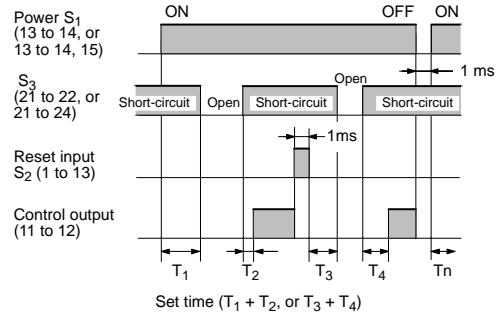 Power S1
(13 to 14, or
13 to 14, 15)
ON
OFF
ON
1 ms
S3
(21 to 22, or
21 to 24)
Short-circuit
Open
Short-circuit
Open
Short-circuit
Reset input
S2 (1 to 13)
1ms
Control output
(11 to 12)
T1
T2
T3
T4
Tn
Set time (T1 + T2, or T3 + T4)